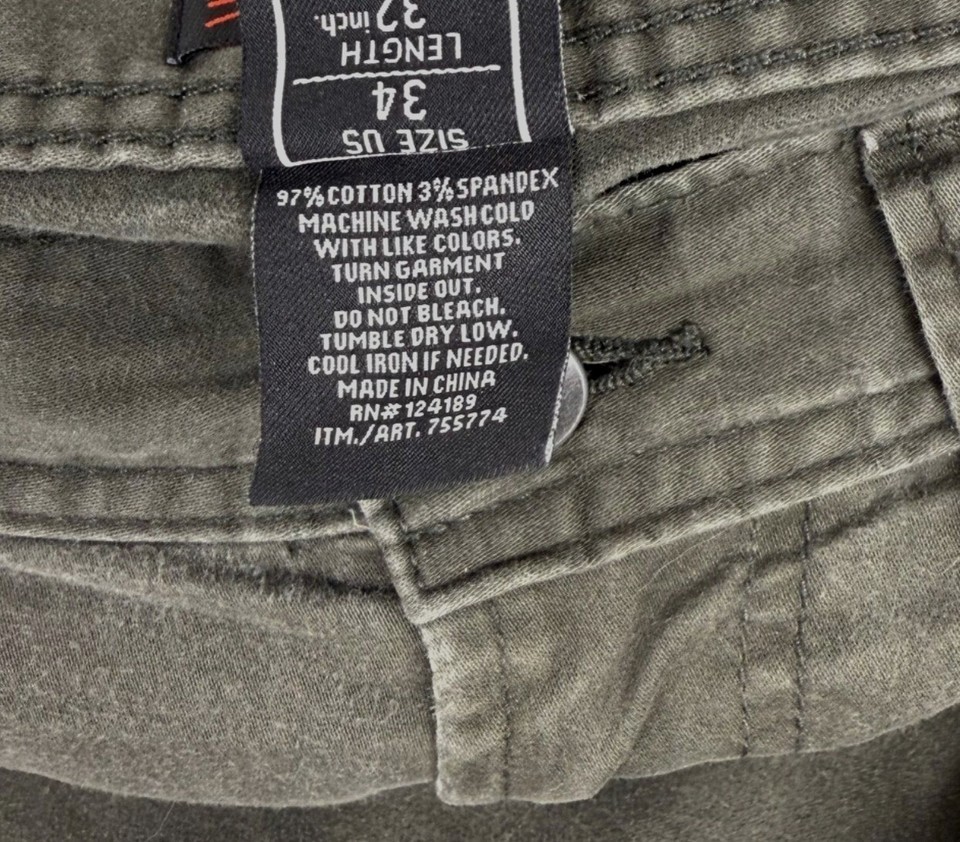 SIZE US
34
LENGTH
32 inch.
97% COTTON 3% SPANDEX
MACHINE WASH COLD
WITH LIKE COLORS.
TURN GARMENT
INSIDE OUT.
DO NOT BLEACH.
TUMBLE DRY LOW.
COOL IRON IF NEEDED.
MADE IN CHINA
RN# 124189
ITM./ART. 755774